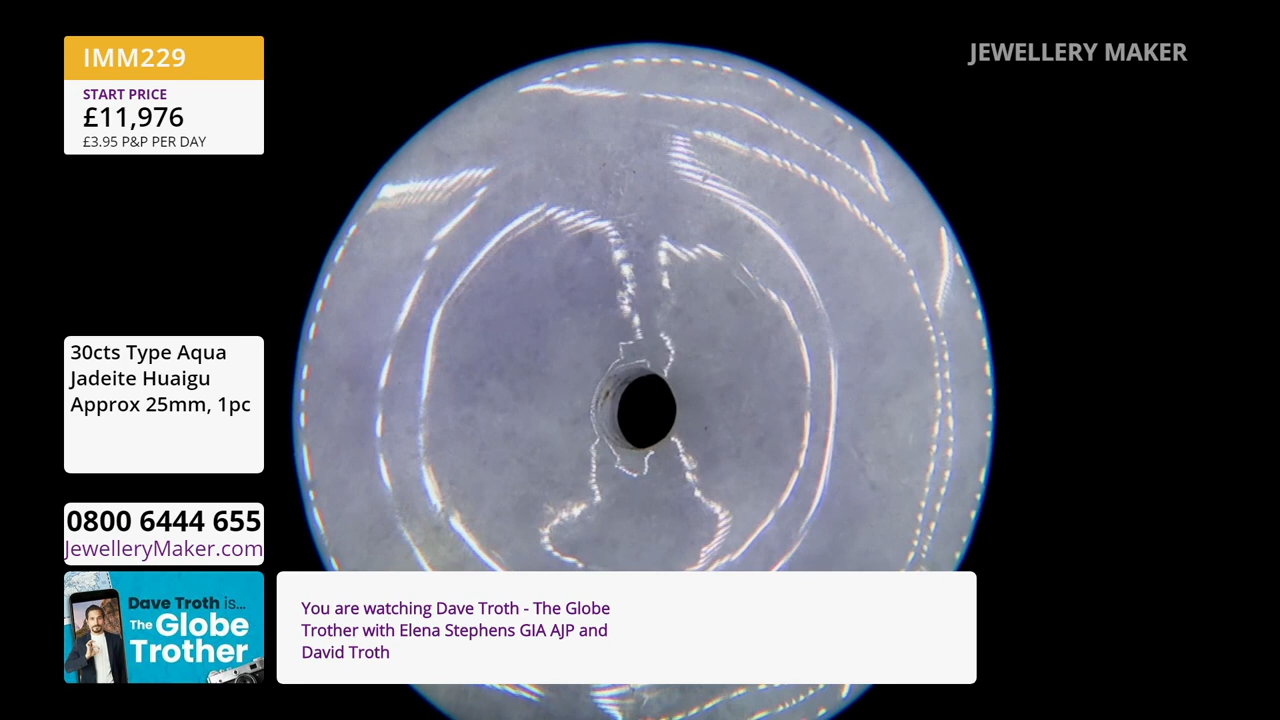 IMM229
START PRICE
£11,976
£3.95 P&P PER DAY
JEWELLERY MAKER
30cts Type Aqua
Jadeite Huaigu
Approx 25mm, 1pc
0800 6444 655
JewelleryMaker.com
Dave Troth is...
The Globe
Trother
You are watching Dave Troth - The Globe
Trother with Elena Stephens GIA AJP and
David Troth